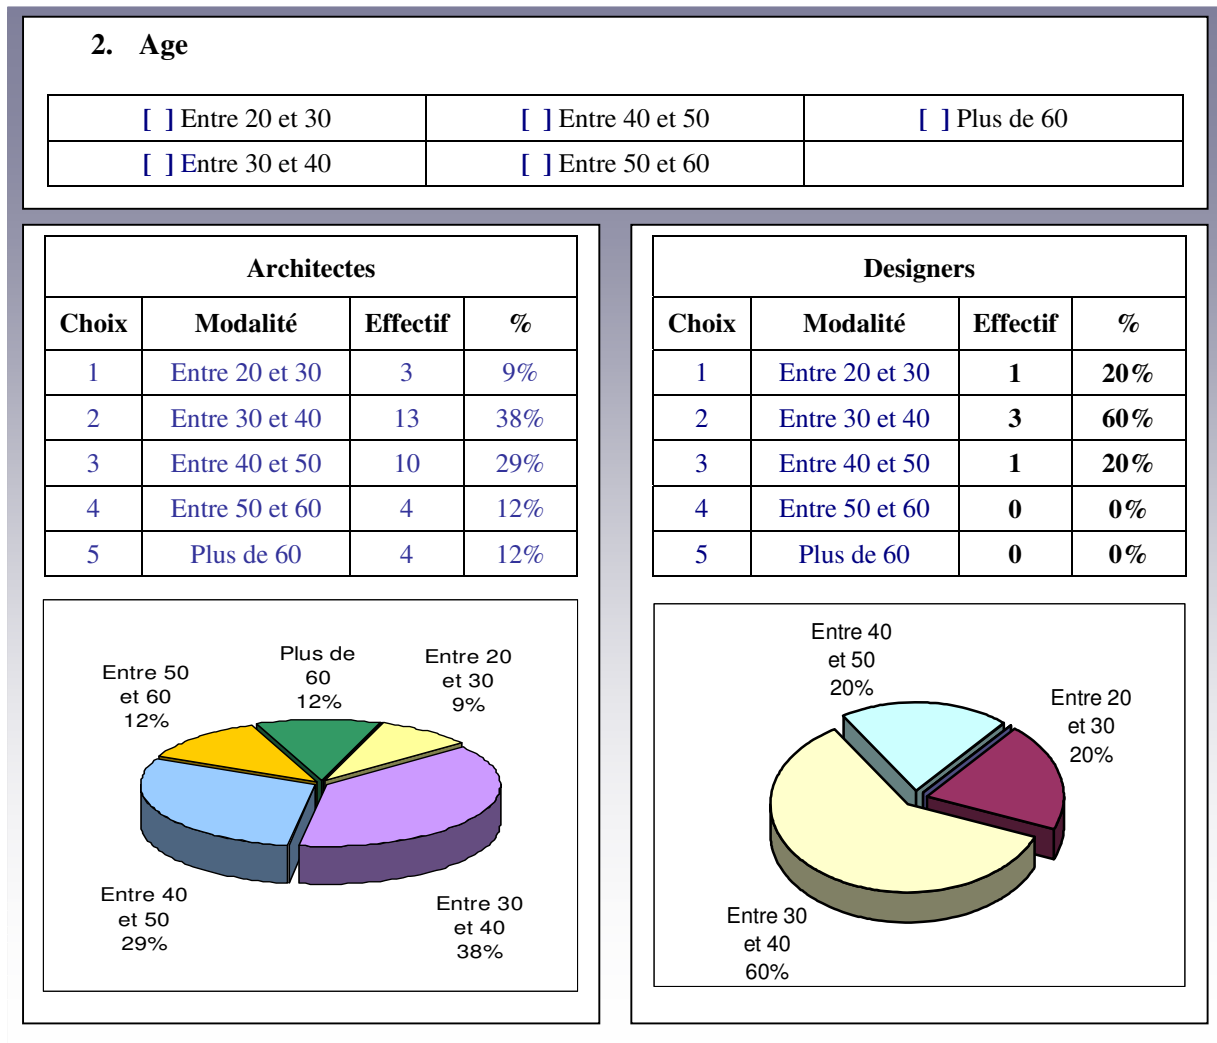 2. Age
[ ] Entre 20 et 30 [ ] Entre 40 et 50 [ ] Plus de 60
[ ] Entre 30 et 40 [ ] Entre 50 et 60
Architectes
Choix Modalité Effectif %
1 Entre 20 et 30 3 9%
2 Entre 30 et 40 13 38%
3 Entre 40 et 50 10 29%
4 Entre 50 et 60 4 12%
5 Plus de 60 4 12%
Entre 50
et 60
12%
Plus de
60
12%
Entre 20
et 30
9%
Entre 40
et 50
29%
Entre 30
et 40
38%
Designers
Choix Modalité Effectif %
1 Entre 20 et 30 1 20%
2 Entre 30 et 40 3 60%
3 Entre 40 et 50 1 20%
4 Entre 50 et 60 0 0%
5 Plus de 60 0 0%
Entre 40
et 50
20%
Entre 20
et 30
20%
Entre 30
et 40
60%